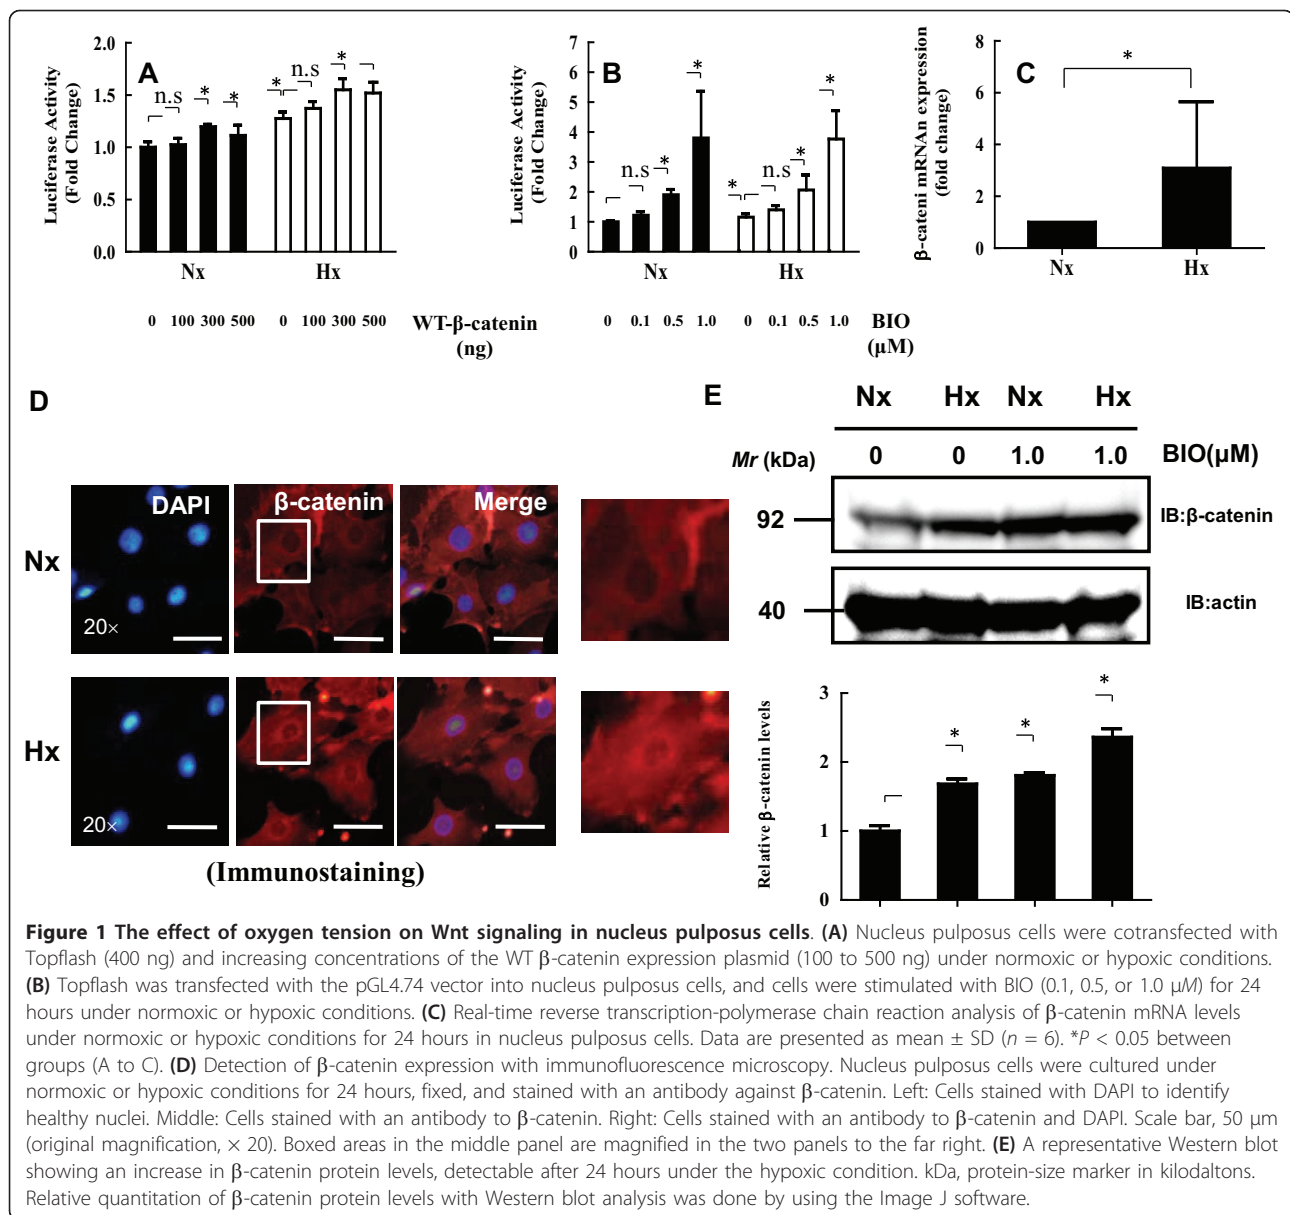 A
Luciferase Activity
(Fold Change)
2.0
1.5
1.0
0.5
0.0
n.s
*
*
*
n.s
*
Nx
Hx
0 100 300 500 0 100 300 500
WT-β-catenin
(ng)
B
Luciferase Activity
(Fold Change)
7
6
5
4
3
2
1
0
n.s
*
*
*
n.s
*
*
Nx
Hx
0 0.1 0.5 1.0 0 0.1 0.5 1.0
BIO
(μM)
C
β-cateni mRNAn expression
(fold change)
8
6
4
2
0
*
Nx
Hx
D
DAPI
β-catenin
Merge
Nx
20×
Hx
20×
(Immunostaining)
E
Nx Hx Nx Hx
Mr (kDa) 0 0 1.0 1.0 BIO(μM)
92
IB:β-catenin
40
IB:actin
Relative β-catenin levels
3
2
1
0
*
*
*
Figure 1 The effect of oxygen tension on Wnt signaling in nucleus pulposus cells. (A) Nucleus pulposus cells were cotransfected with
Topflash (400 ng) and increasing concentrations of the WT β-catenin expression plasmid (100 to 500 ng) under normoxic or hypoxic conditions.
(B) Topflash was transfected with the pGL4.74 vector into nucleus pulposus cells, and cells were stimulated with BIO (0.1, 0.5, or 1.0 μM) for 24
hours under normoxic or hypoxic conditions. (C) Real-time reverse transcription-polymerase chain reaction analysis of β-catenin mRNA levels
under normoxic or hypoxic conditions for 24 hours in nucleus pulposus cells. Data are presented as mean ± SD (n = 6). *P < 0.05 between
groups (A to C). (D) Detection of β-catenin expression with immunofluorescence microscopy. Nucleus pulposus cells were cultured under
normoxic or hypoxic conditions for 24 hours, fixed, and stained with an antibody against β-catenin. Left: Cells stained with DAPI to identify
healthy nuclei. Middle: Cells stained with an antibody to β-catenin. Right: Cells stained with an antibody to β-catenin and DAPI. Scale bar, 50 μm
(original magnification, × 20). Boxed areas in the middle panel are magnified in the two panels to the far right. (E) A representative Western blot
showing an increase in β-catenin protein levels, detectable after 24 hours under the hypoxic condition. kDa, protein-size marker in kilodaltons.
Relative quantitation of β-catenin protein levels with Western blot analysis was done by using the Image J software.